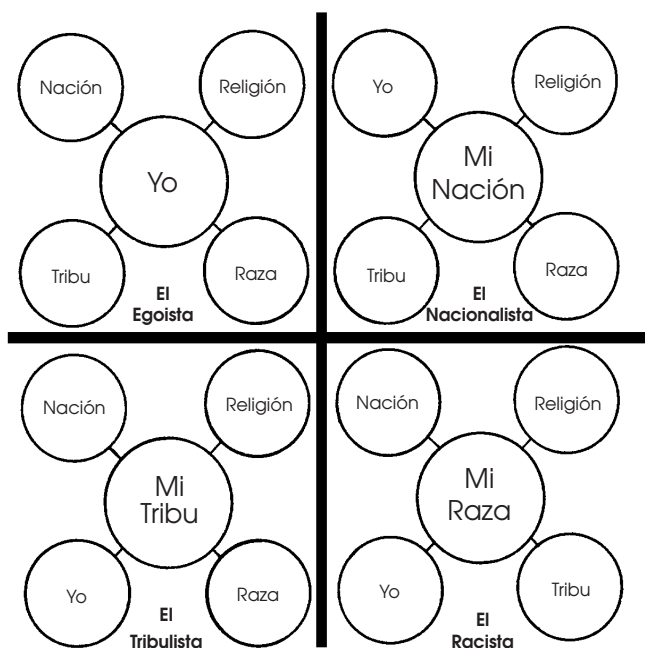 Nación
Religión
Yo
Tribu
Raza
El
Egoista
Yo
Religión
Mi
Nación
Tribu
Raza
El
Nacionalista
Nación
Religión
Mi
Tribu
Yo
Raza
El
Tribulista
Nación
Religión
Mi
Raza
Yo
Tribu
El
Racista